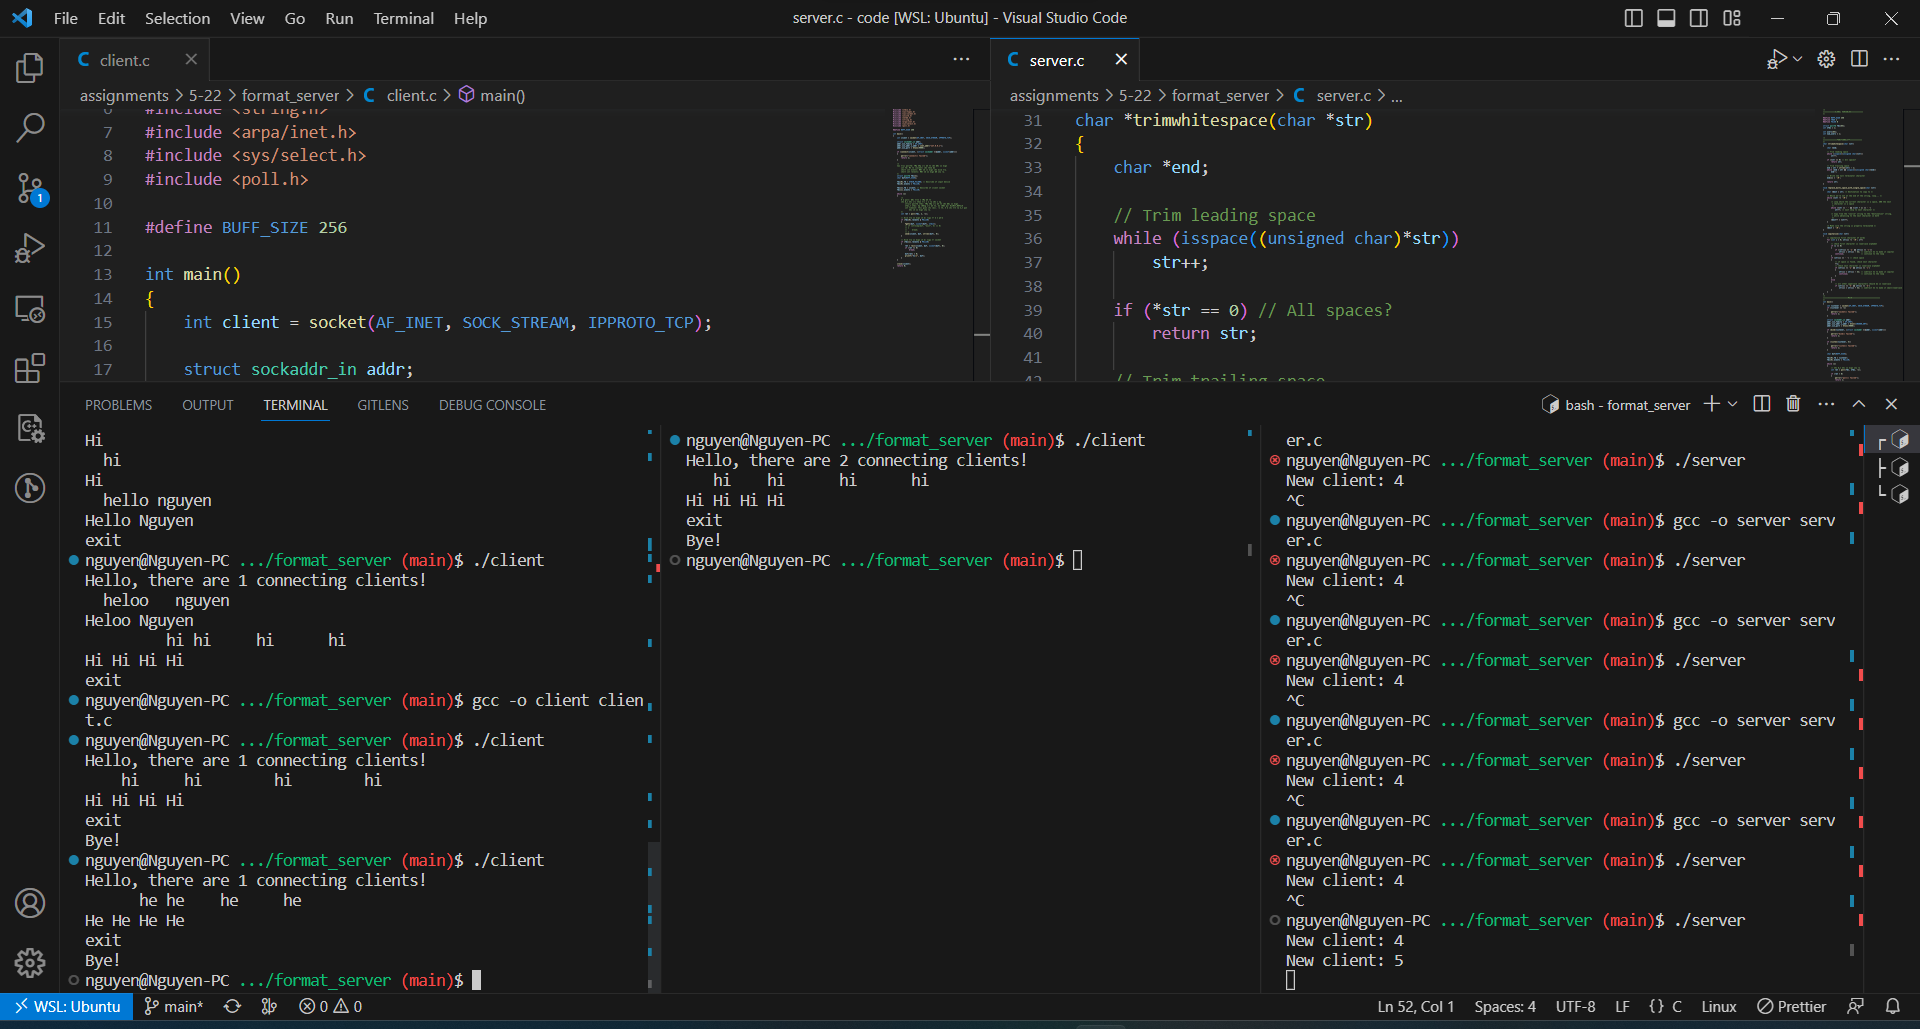 File Edit Selection View Go Run Terminal Help
server.c - code [WSL: Ubuntu] - Visual Studio Code
C client.c
assignments > 5-22 > format_server > C client.c > main()
6 #include <string.h>
7 #include <arpa/inet.h>
8 #include <sys/select.h>
9 #include <poll.h>
10
11 #define BUFF_SIZE 256
12
13 int main()
14 {
15 int client = socket(AF_INET, SOCK_STREAM, IPPROTO_TCP);
16
17 struct sockaddr_in addr;
C server.c
assignments > 5-22 > format_server > C server.c > ...
31 char *trimwhitespace(char *str)
32 {
33 char *end;
34
35 // Trim leading space
36 while (isspace((unsigned char)*str))
37 str++;
38
39 if (*str == 0) // All spaces?
40 return str;
41
42 // Trim trailing space
PROBLEMS OUTPUT TERMINAL GITLENS DEBUG CONSOLE
bash - format_server
Hi
  hi
Hi
  hello nguyen
Hello Nguyen
exit
nguyen@Nguyen-PC .../format_server (main)$ ./client
Hello, there are 1 connecting clients!
  heloo   nguyen
Heloo Nguyen
         hi hi     hi      hi
Hi Hi Hi Hi
exit
nguyen@Nguyen-PC .../format_server (main)$ gcc -o client clien
t.c
nguyen@Nguyen-PC .../format_server (main)$ ./client
Hello, there are 1 connecting clients!
    hi     hi        hi        hi
Hi Hi Hi Hi
exit
Bye!
nguyen@Nguyen-PC .../format_server (main)$ ./client
Hello, there are 1 connecting clients!
      he he    he     he
He He He He
exit
Bye!
nguyen@Nguyen-PC .../format_server (main)$
nguyen@Nguyen-PC .../format_server (main)$ ./client
Hello, there are 2 connecting clients!
   hi    hi      hi      hi
Hi Hi Hi Hi
exit
Bye!
nguyen@Nguyen-PC .../format_server (main)$
er.c
nguyen@Nguyen-PC .../format_server (main)$ ./server
New client: 4
^C
nguyen@Nguyen-PC .../format_server (main)$ gcc -o server serv
er.c
nguyen@Nguyen-PC .../format_server (main)$ ./server
New client: 4
^C
nguyen@Nguyen-PC .../format_server (main)$ gcc -o server serv
er.c
nguyen@Nguyen-PC .../format_server (main)$ ./server
New client: 4
^C
nguyen@Nguyen-PC .../format_server (main)$ gcc -o server serv
er.c
nguyen@Nguyen-PC .../format_server (main)$ ./server
New client: 4
^C
nguyen@Nguyen-PC .../format_server (main)$ gcc -o server serv
er.c
nguyen@Nguyen-PC .../format_server (main)$ ./server
New client: 4
^C
nguyen@Nguyen-PC .../format_server (main)$ ./server
New client: 4
New client: 5
1
WSL: Ubuntu main* 0 0
Ln 52, Col 1 Spaces: 4 UTF-8 LF {} C Linux Prettier